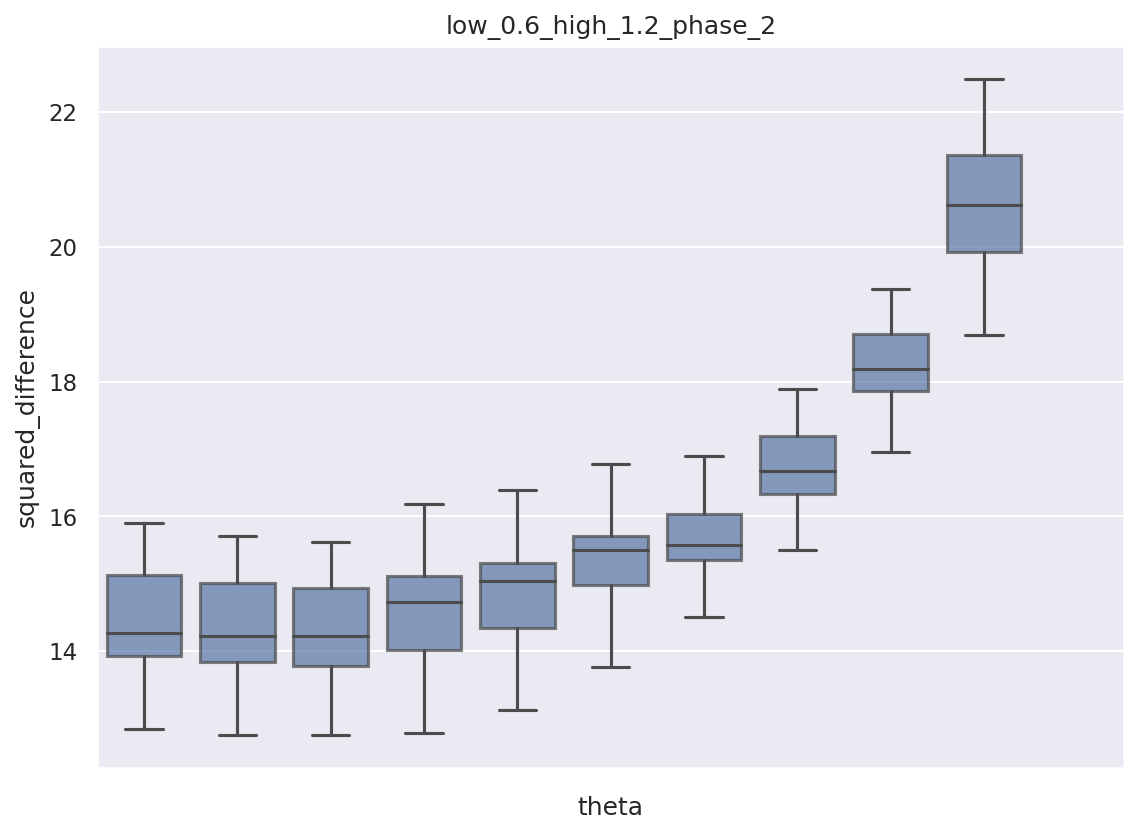 low_0.6_high_1.2_phase_2
22
20
18
16
14
squared_difference
theta